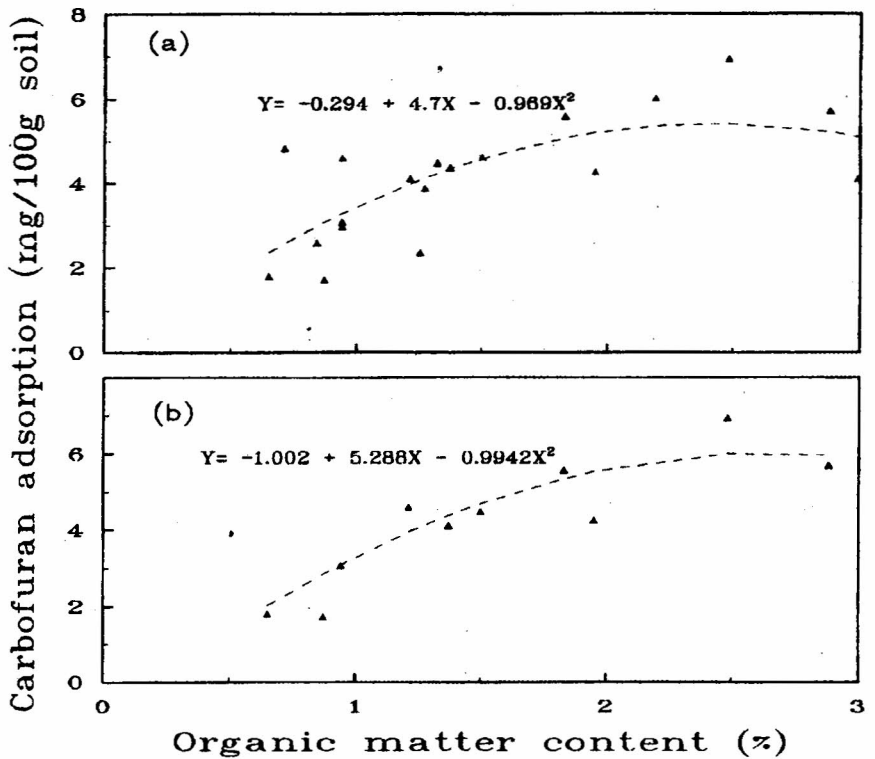 Carbofuran adsorption (mg/100g soil)
8
6
4
2
0
(a)
Y= -0.294 + 4.7X - 0.969X²
6
4
2
0
(b)
Y= -1.002 + 5.288X - 0.9942X²
0 1 2 3
Organic matter content (%)